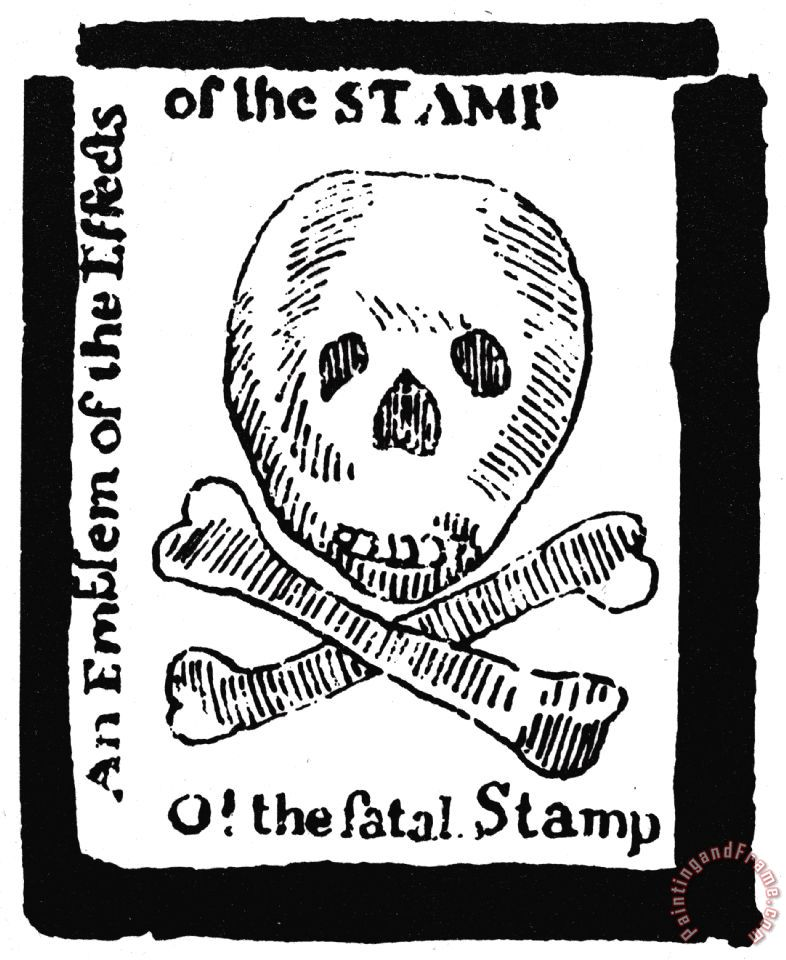 An Emblem of the Effects
of the STAMP
O! the fatal Stamp
PaintingandFrame.com